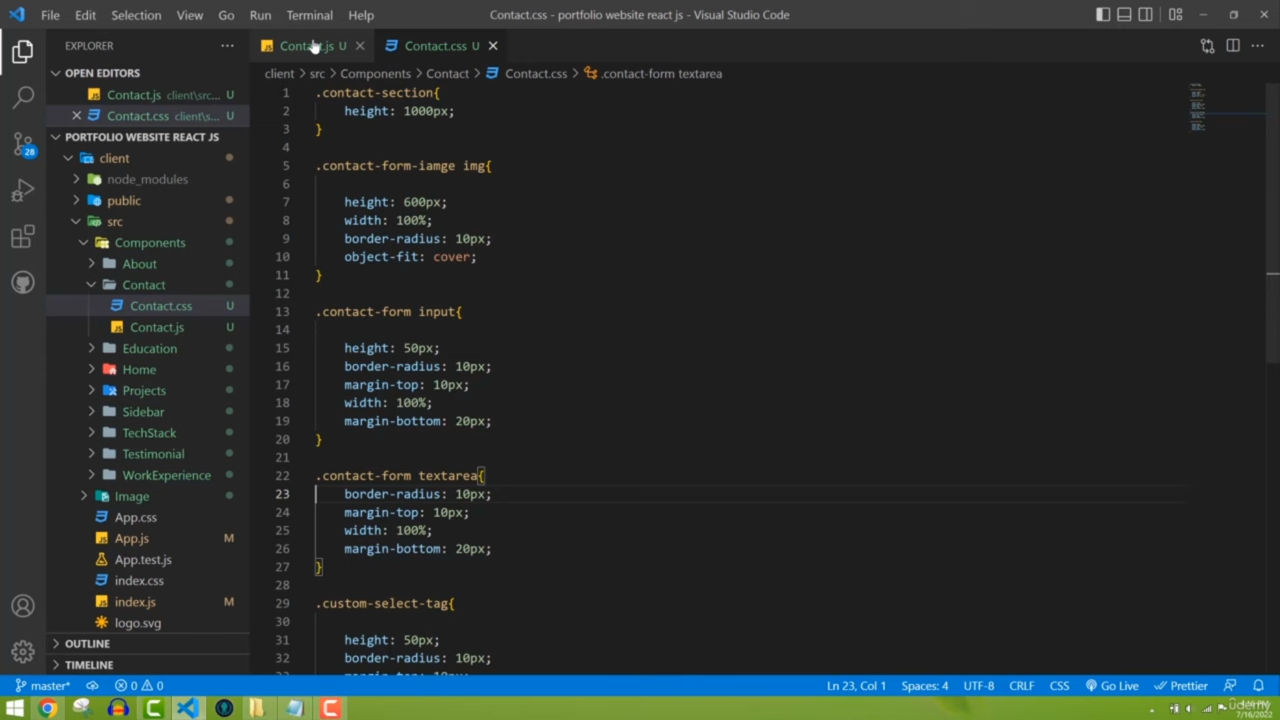 File Edit Selection View Go Run Terminal Help Contact.css - portfolio website react js - Visual Studio Code
EXPLORER
Contact.js U
Contact.css U
OPEN EDITORS
Contact.js client\src... U
Contact.css client\s... U
PORTFOLIO WEBSITE REACT JS
client
node_modules
public
src
Components
About
Contact
Contact.css U
Contact.js U
Education
Home
Projects
Sidebar
TechStack
Testimonial
WorkExperience
Image
App.css
App.js M
App.test.js
index.css
index.js M
logo.svg
OUTLINE
TIMELINE
28
client > src > Components > Contact > Contact.css > .contact-form textarea
1 .contact-section{
2 height: 1000px;
3 }
4
5 .contact-form-iamge img{
6
7 height: 600px;
8 width: 100%;
9 border-radius: 10px;
10 object-fit: cover;
11 }
12
13 .contact-form input{
14
15 height: 50px;
16 border-radius: 10px;
17 margin-top: 10px;
18 width: 100%;
19 margin-bottom: 20px;
20 }
21
22 .contact-form textarea{
23 border-radius: 10px;
24 margin-top: 10px;
25 width: 100%;
26 margin-bottom: 20px;
27 }
28
29 .custom-select-tag{
30
31 height: 50px;
32 border-radius: 10px;
master* 0 0 Ln 23, Col 1 Spaces: 4 UTF-8 CRLF CSS Go Live Prettier
7/16/2022
udemy